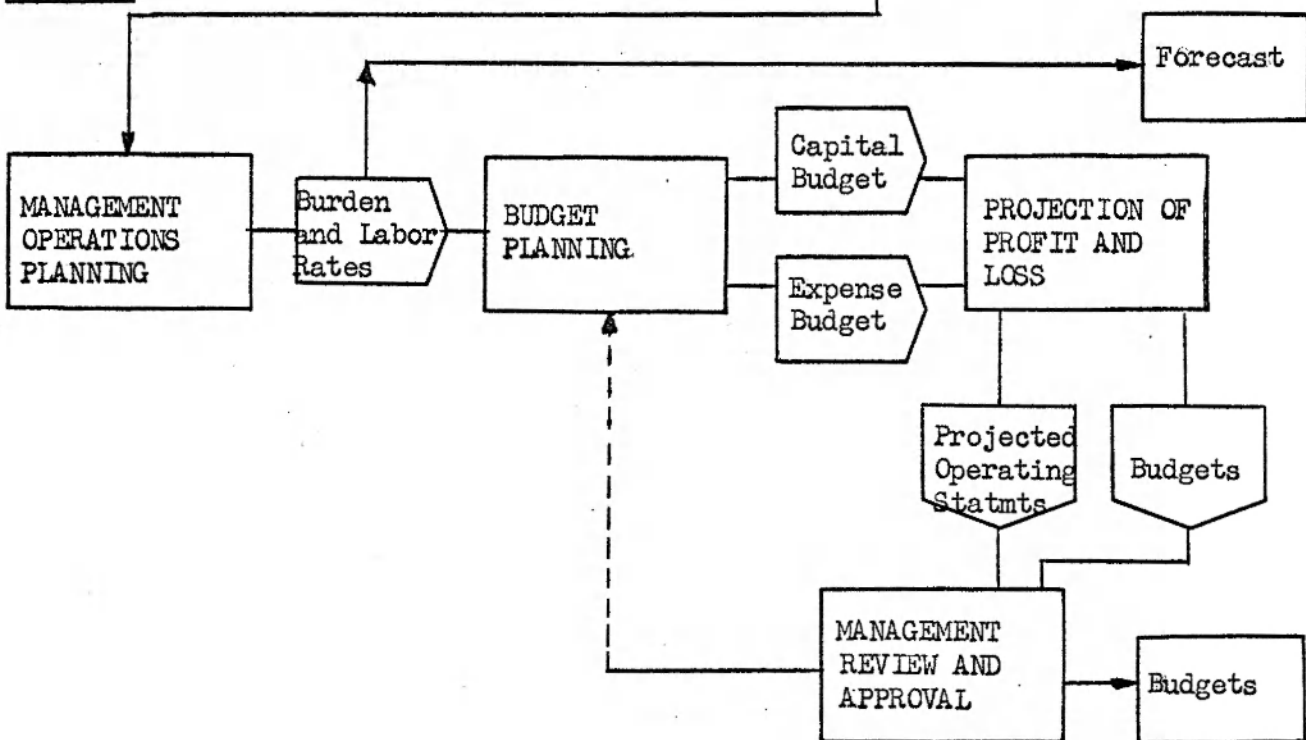 Forecast
MANAGEMENT
OPERATIONS
PLANNING
Burden
and Labor
Rates
BUDGET
PLANNING
Capital
Budget
Expense
Budget
PROJECTION OF
PROFIT AND
LOSS
Projected
Operating
Statmts
Budgets
MANAGEMENT
REVIEW AND
APPROVAL
Budgets